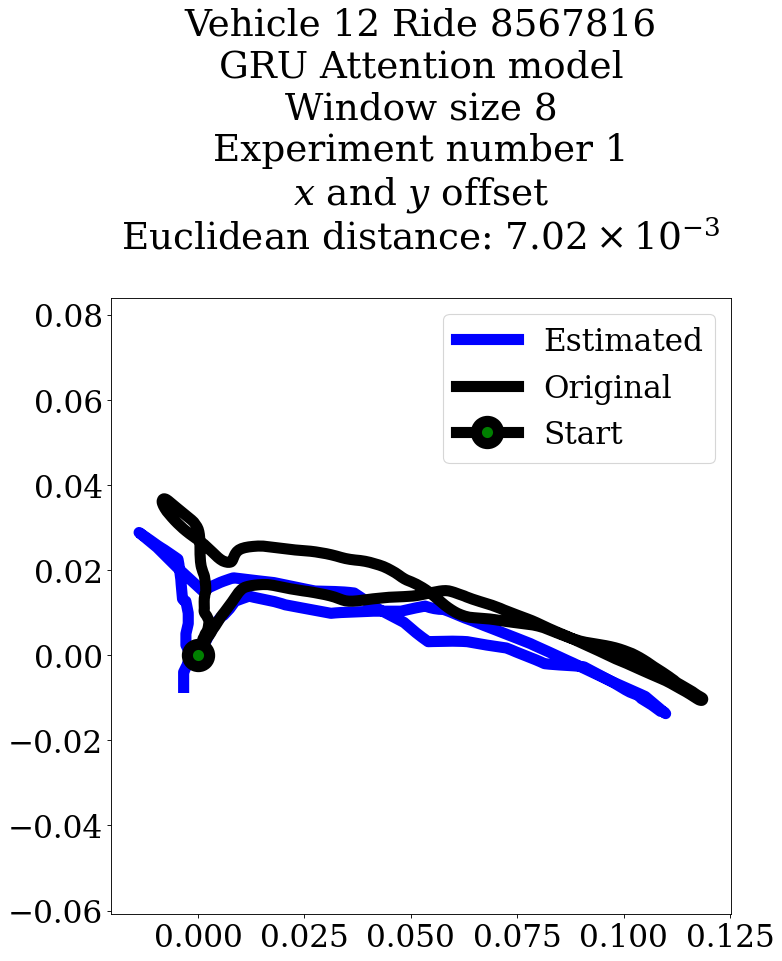 Vehicle 12 Ride 8567816
GRU Attention model
Window size 8
Experiment number 1
x and y offset
Euclidean distance: 7.02 × 10⁻³
Estimated
Original
Start
0.08
0.06
0.04
0.02
0.00
−0.02
−0.04
−0.06
0.000 0.025 0.050 0.075 0.100 0.125